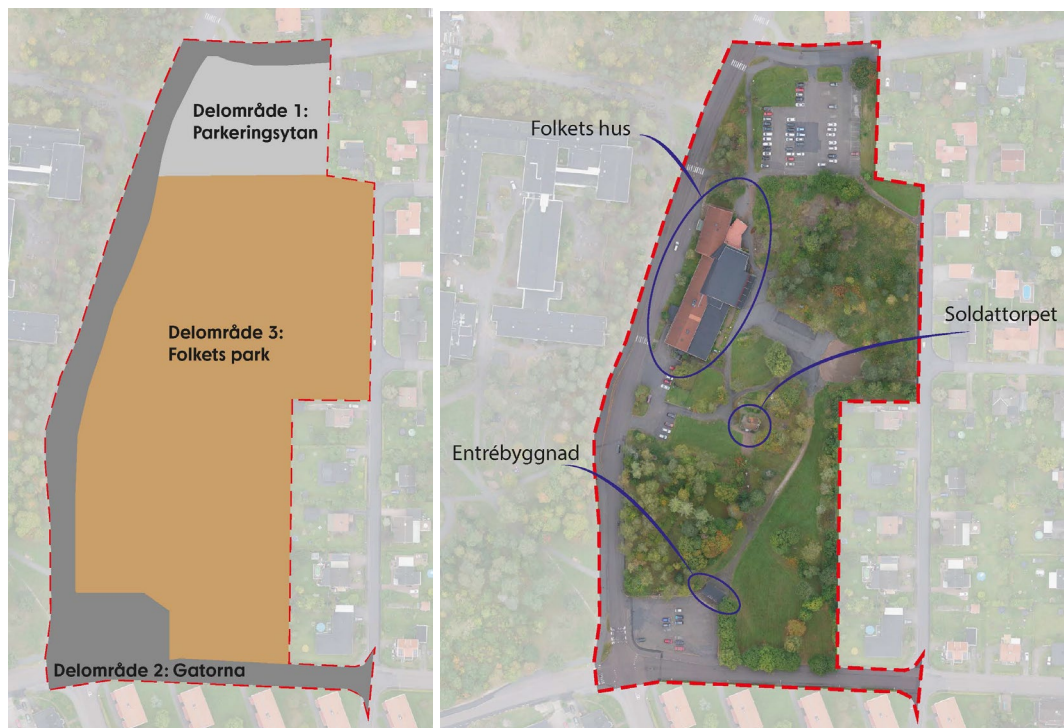 Delområde 1:
Parkeringsytan
Delområde 3:
Folkets park
Delområde 2: Gatorna
Folkets hus
Soldattorpet
Entrébyggnad